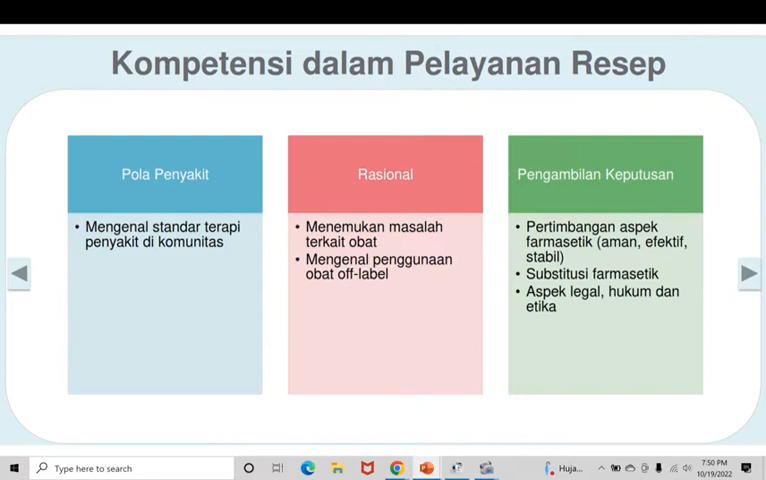 Kompetensi dalam Pelayanan Resep
Pola Penyakit
• Mengenal standar terapi
penyakit di komunitas
Rasional
• Menemukan masalah
terkait obat
• Mengenal penggunaan
obat off-label
Pengambilan Keputusan
• Pertimbangan aspek
farmasetik (aman, efektif,
stabil)
• Substitusi farmasetik
• Aspek legal, hukum dan
etika
Type here to search
Huja...
7:50 PM
10/19/2022